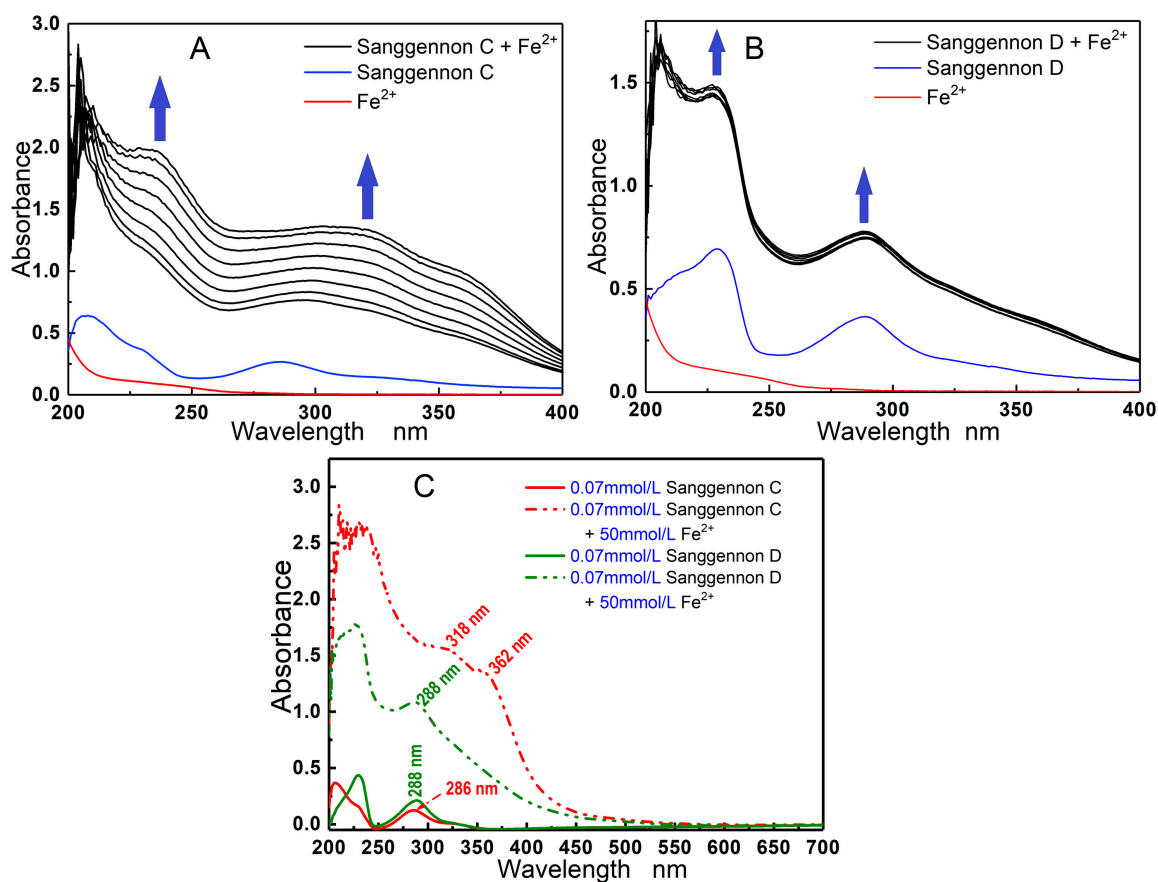 A
Sanggennon C + Fe²⁺
Sanggennon C
Fe²⁺
3.0
2.5
2.0
1.5
1.0
0.5
0.0
Absorbance
200 250 300 350 400
Wavelength nm
B
Sanggennon D + Fe²⁺
Sanggennon D
Fe²⁺
1.5
1.0
0.5
0.0
Absorbance
200 250 300 350 400
Wavelength nm
C
0.07mmol/L Sanggennon C
0.07mmol/L Sanggennon C
+ 50mmol/L Fe²⁺
0.07mmol/L Sanggennon D
0.07mmol/L Sanggennon D
+ 50mmol/L Fe²⁺
3.0
2.5
2.0
1.5
1.0
0.5
0.0
Absorbance
318 nm
362 nm
288 nm
288 nm
286 nm
200 250 300 350 400 450 500 550 600 650 700
Wavelength nm